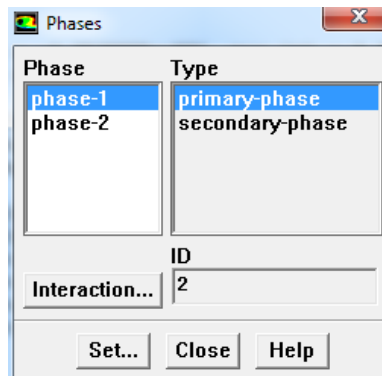 Phases
Phase Type
phase-1 primary-phase
phase-2 secondary-phase
ID
Interaction... 2
Set... Close Help